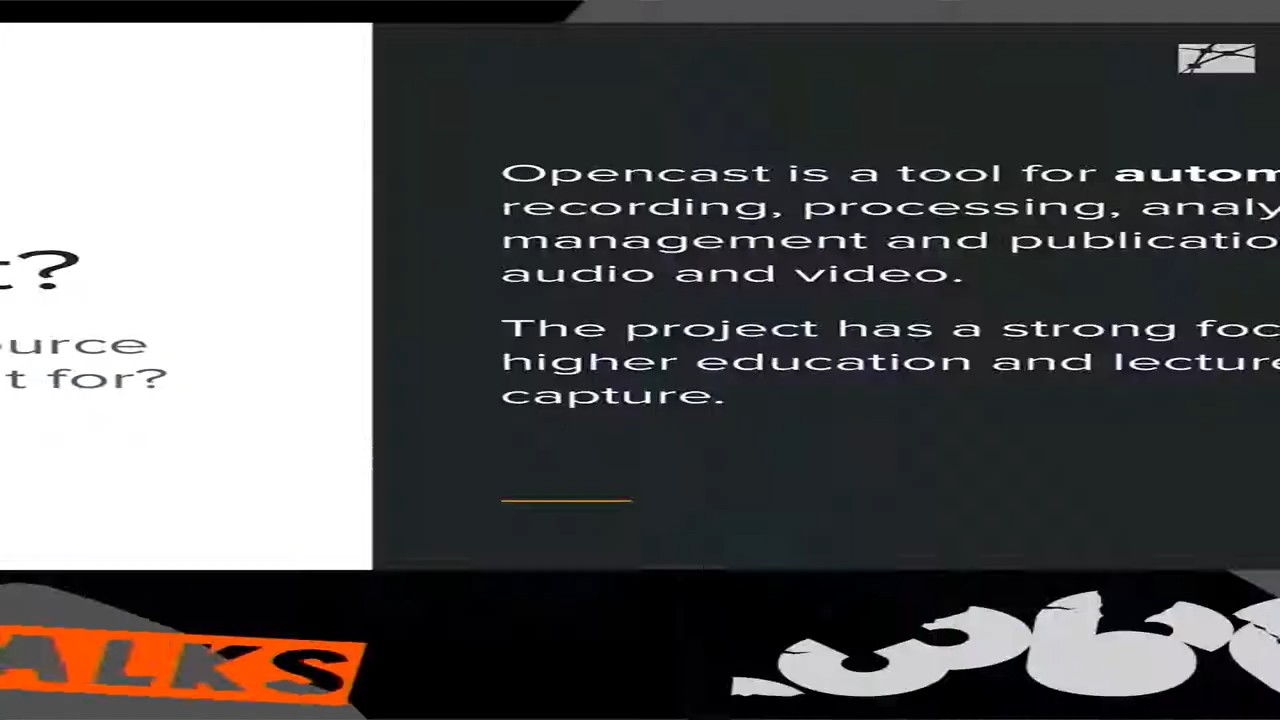 t?
ource
t for?
Opencast is a tool for autom
recording, processing, analy
management and publicatio
audio and video.
The project has a strong foc
higher education and lecture
capture.
ALKS
36